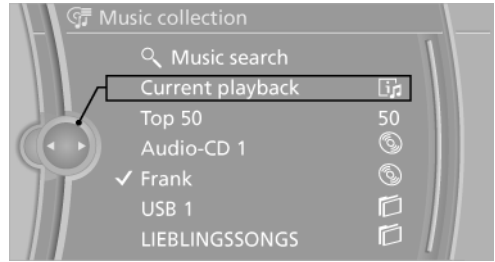 Music collection
Music search
Current playback
Top 50 50
Audio-CD 1
Frank
USB 1
LIEBLINGSSONGS